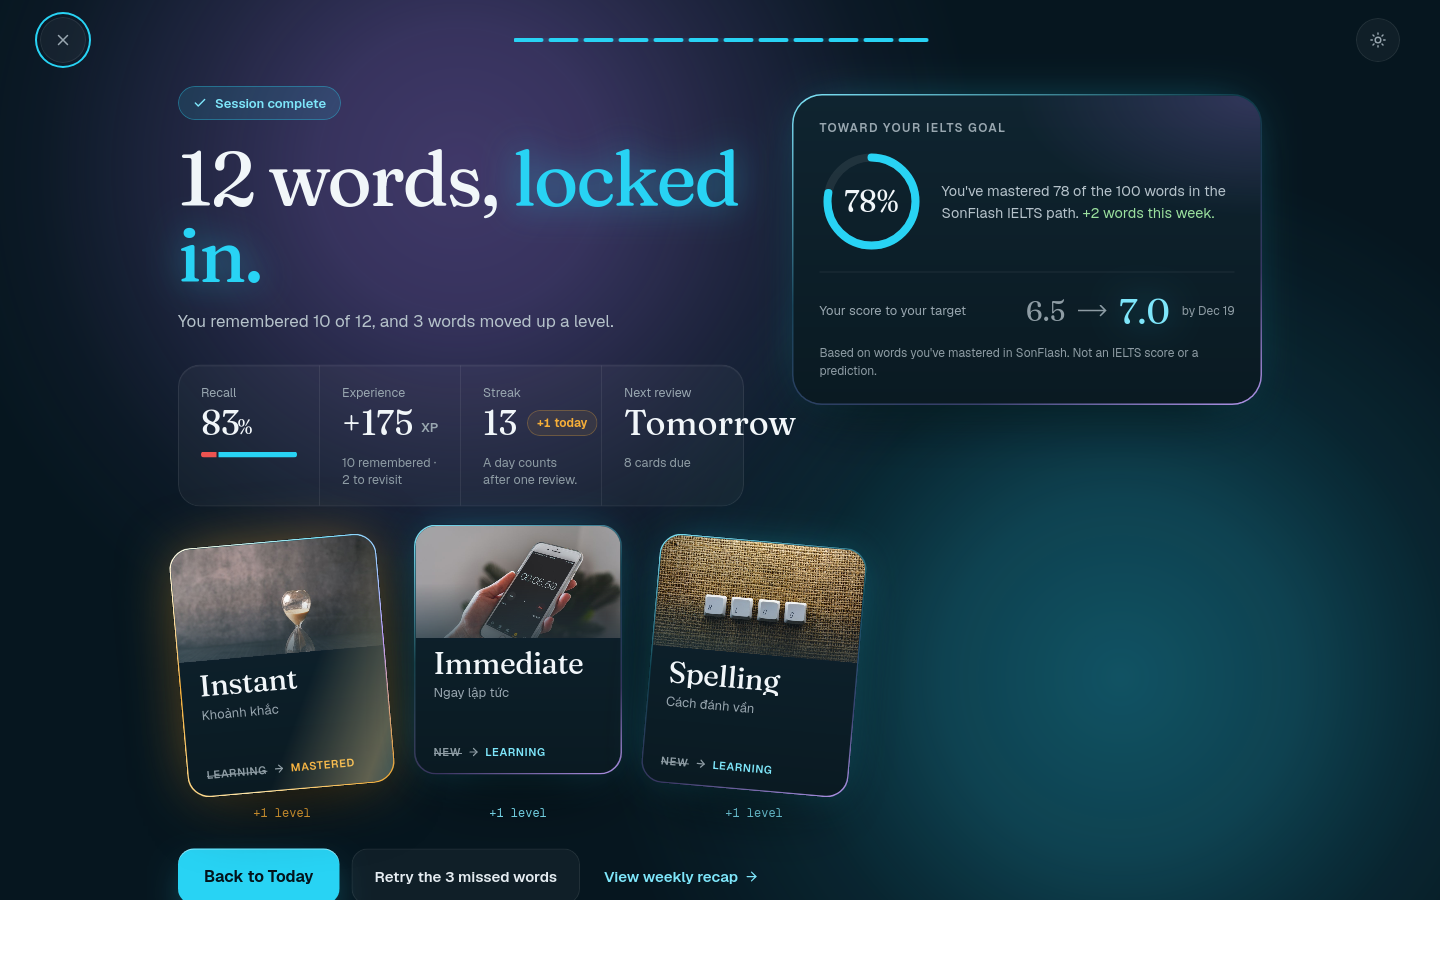 Session complete
12 words, locked
in.
You remembered 10 of 12, and 3 words moved up a level.
Recall
83%
Experience
+175 XP
10 remembered ·
2 to revisit
Streak
13 +1 today
A day counts
after one review.
Next review
Tomorrow
8 cards due
TOWARD YOUR IELTS GOAL
78%
You've mastered 78 of the 100 words in the
SonFlash IELTS path. +2 words this week.
Your score to your target
6.5 → 7.0 by Dec 19
Based on words you've mastered in SonFlash. Not an IELTS score or a
prediction.
Instant
Khoảnh khắc
LEARNING → MASTERED
+1 level
Immediate
Ngay lập tức
NEW → LEARNING
+1 level
Spelling
Cách đánh vần
NEW → LEARNING
+1 level
Back to Today
Retry the 3 missed words
View weekly recap →